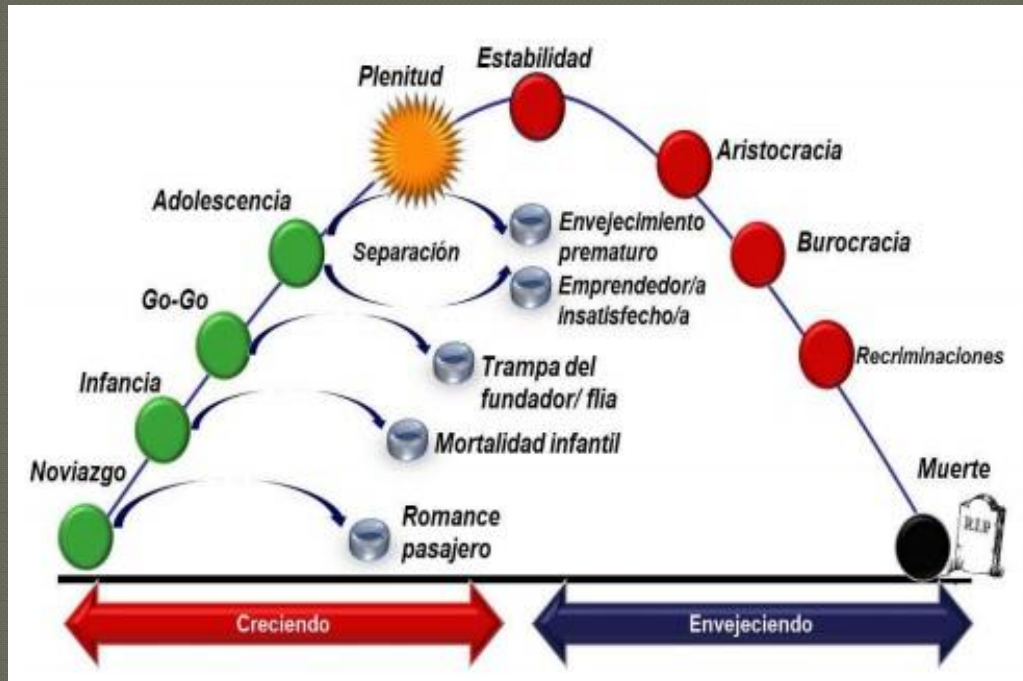 Estabilidad
Plenitud
Aristocracia
Adolescencia
Envejecimiento
prematuro
Separación
Burocracia
Emprendedor/a
insatisfecho/a
Go-Go
Trampa del
fundador/ flia
Recriminaciones
Infancia
Mortalidad infantil
Noviazgo
Muerte
Romance
pasajero
R.I.P
Creciendo
Envejeciendo